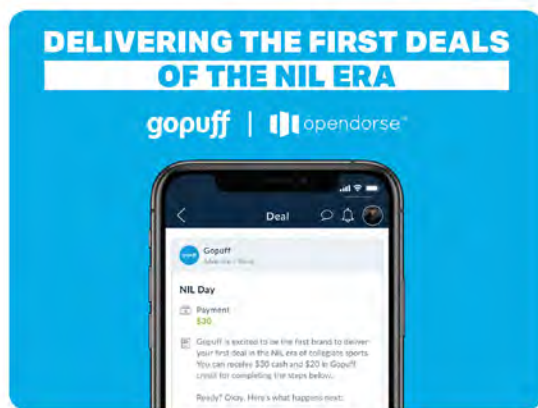 DELIVERING THE FIRST DEALS
OF THE NIL ERA
gopuff | opendorse™
Deal
Gopuff
NIL Day
Payment
$30
Gopuff is excited to be the first brand to deliver
your first deal in the NIL era of collegiate sports.
You can receive $30 cash and $20 in Gopuff
credit for completing the steps below.
Ready? Okay. Here's what happens next: